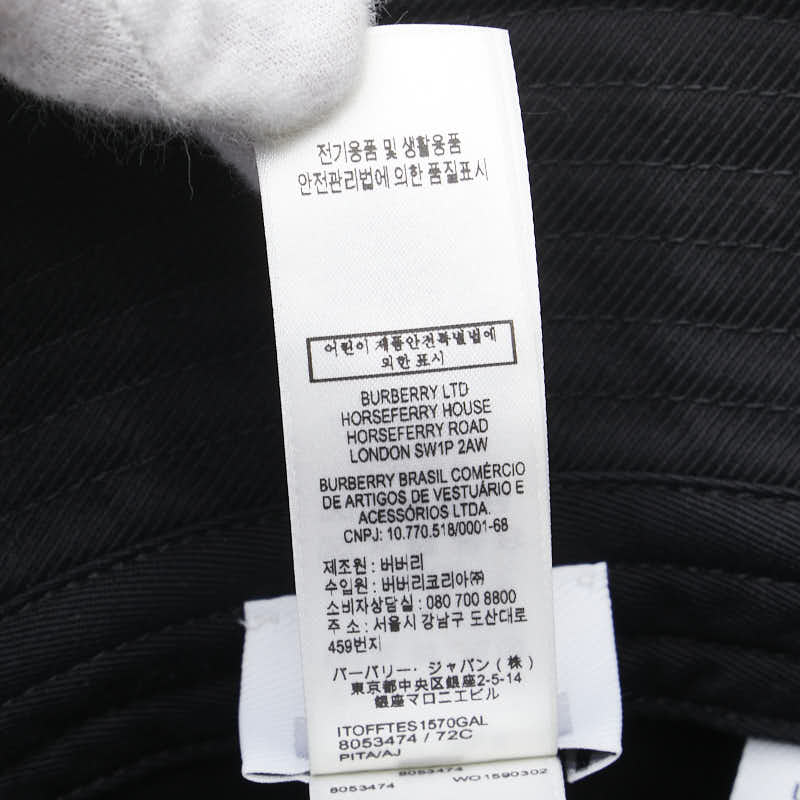 전기용품 및 생활용품
안전관리법에 의한 품질표시
어린이 제품안전특별법에
의한 표시
BURBERRY LTD
HORSEFERRY HOUSE
HORSEFERRY ROAD
LONDON SW1P 2AW
BURBERRY BRASIL COMÉRCIO
DE ARTIGOS DE VESTUÁRIO E
ACESSÓRIOS LTDA.
CNPJ: 10.770.518/0001-68
제조원 : 버버리
수입원 : 버버리코리아㈜
소비자상담실 : 080 700 8800
주 소 : 서울시 강남구 도산대로
459번지
バーバリー・ジャパン(株)
東京都中央区銀座2-5-14
銀座マロニエビル
ITOFFTES1570GAL
8053474 / 72C
PITA/AJ
8053474
8053474 WO1590302